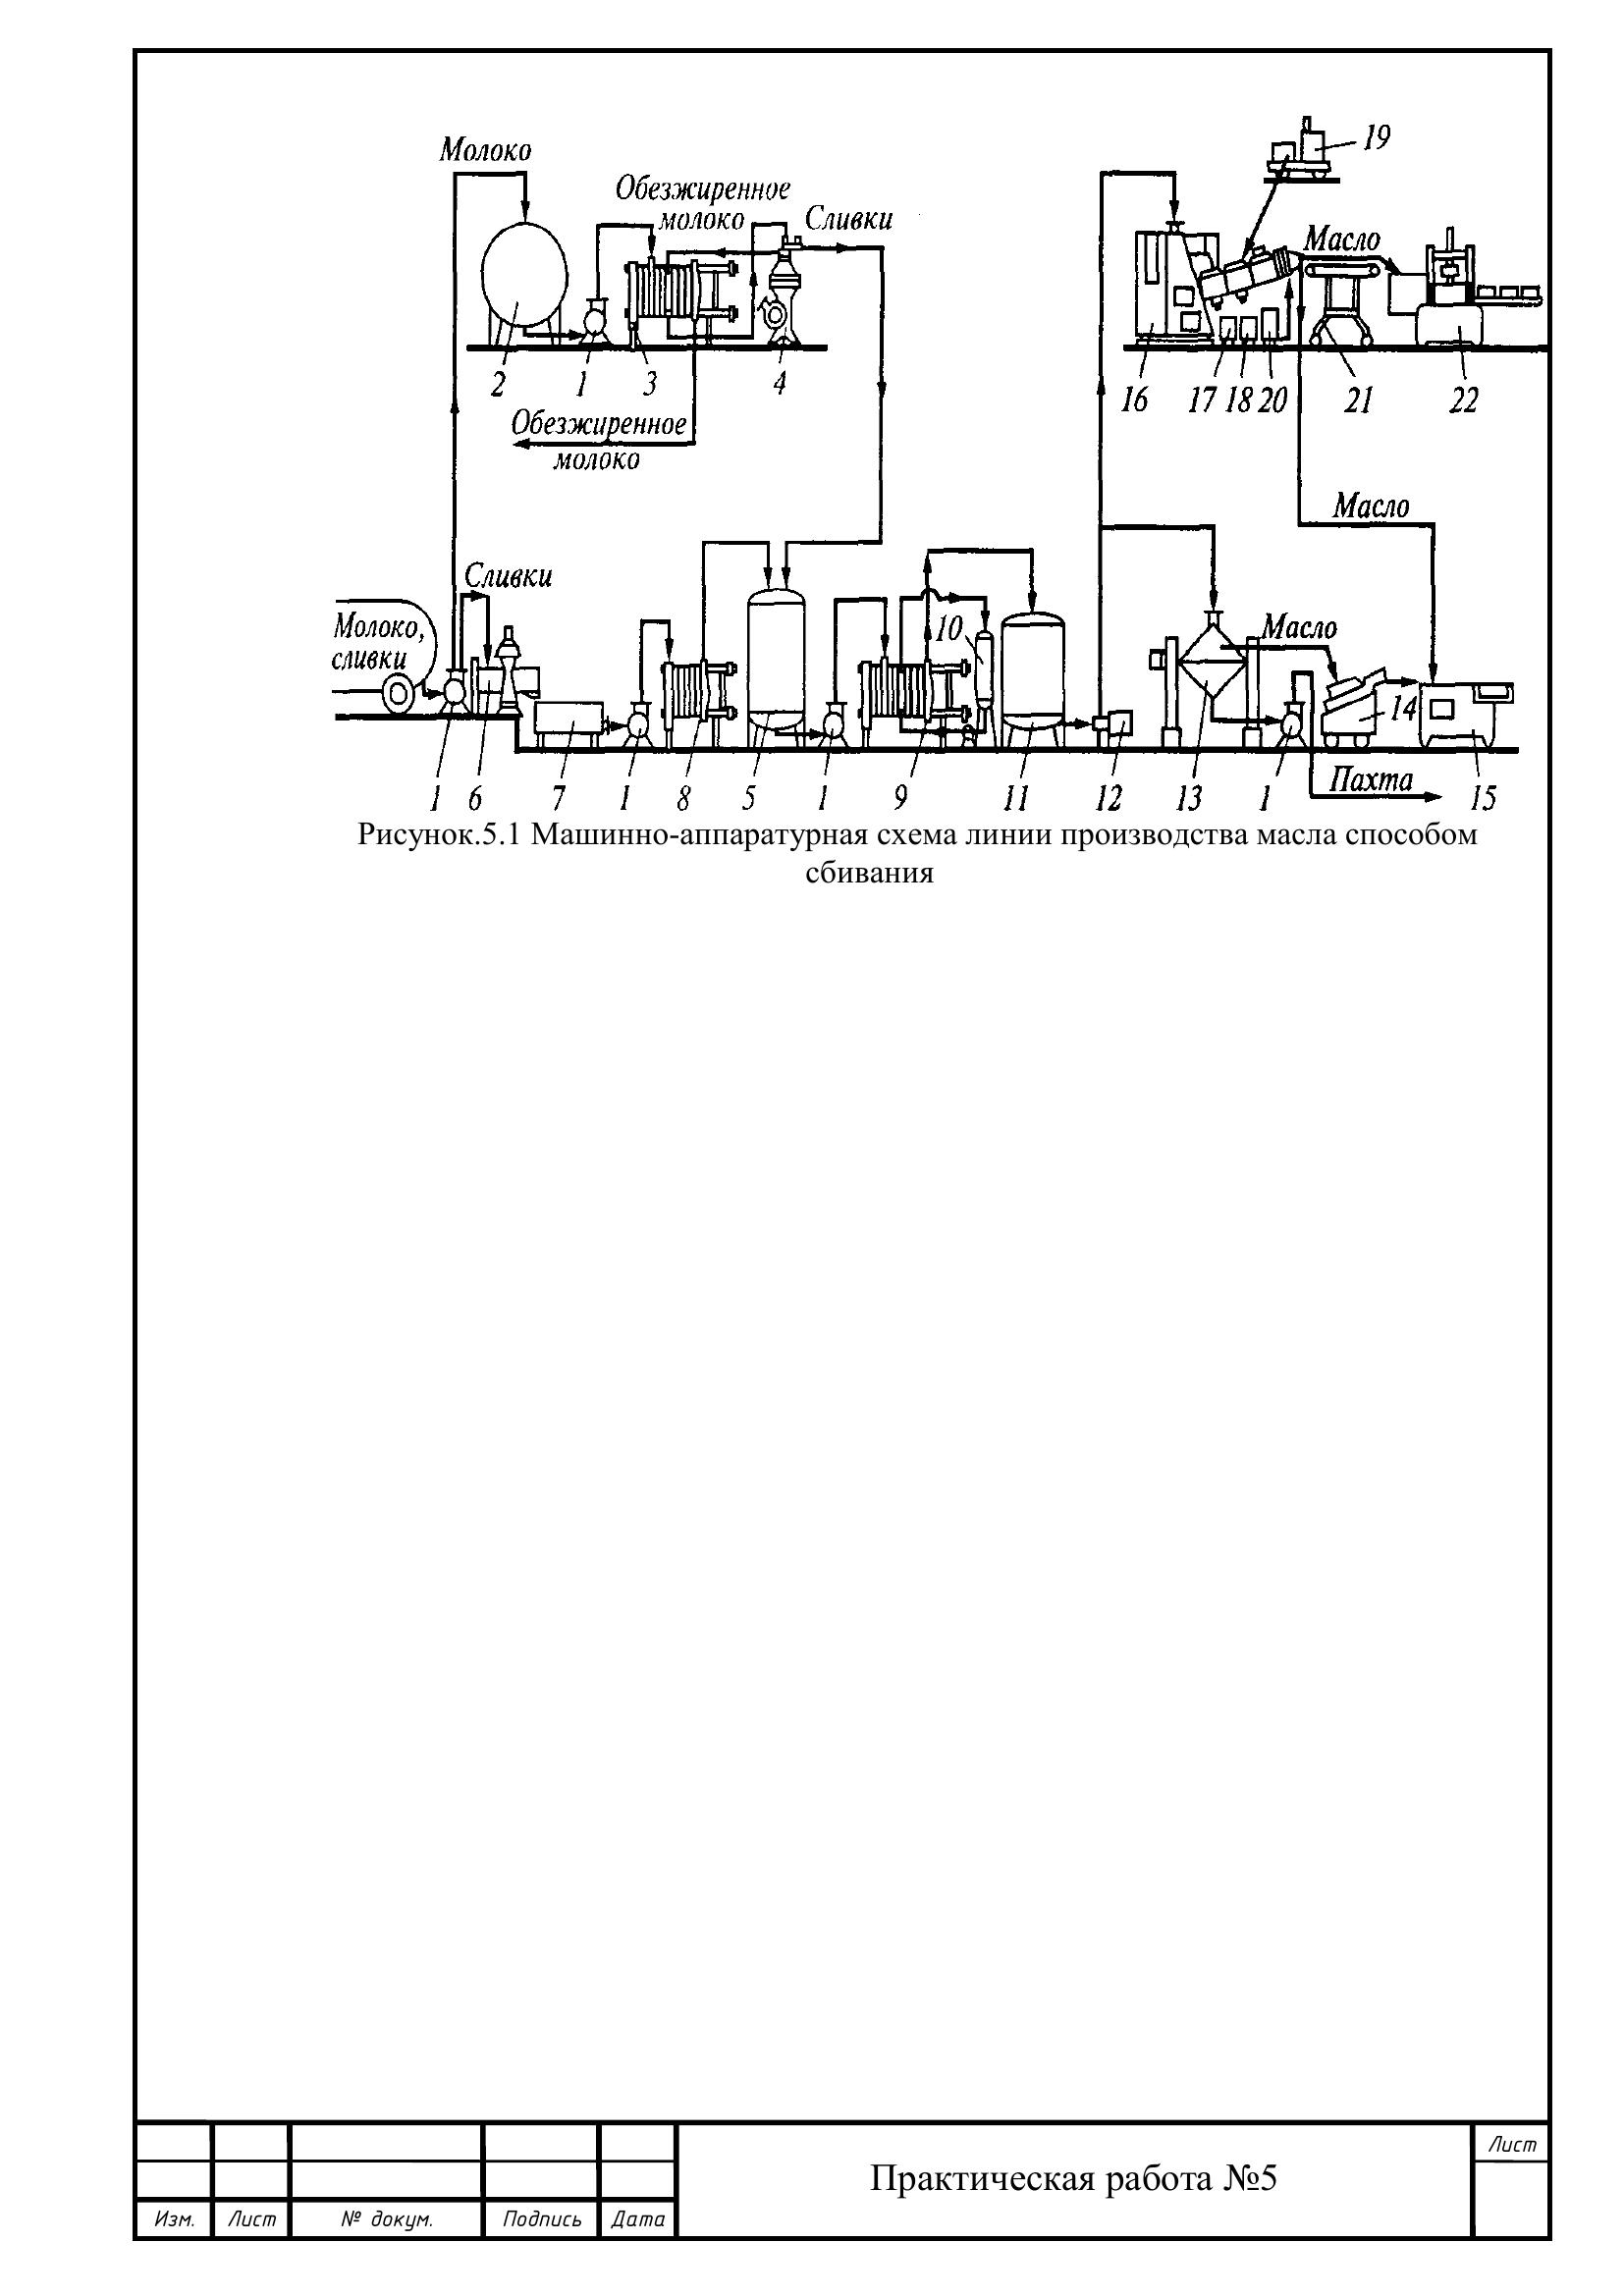 Молоко
Обезжиренное
молоко
Сливки
19
Масло
2
1
3
4
16
17
18
20
21
22
Обезжиренное
молоко
Масло
Сливки
Молоко,
сливки
10
Масло
14
Пахта
1
6
7
1
8
5
1
9
11
12
13
1
15
Рисунок.5.1 Машинно-аппаратурная схема линии производства масла способом
сбивания
Практическая работа №5
Лист
Изм.
Лист
№ докум.
Подпись
Дата